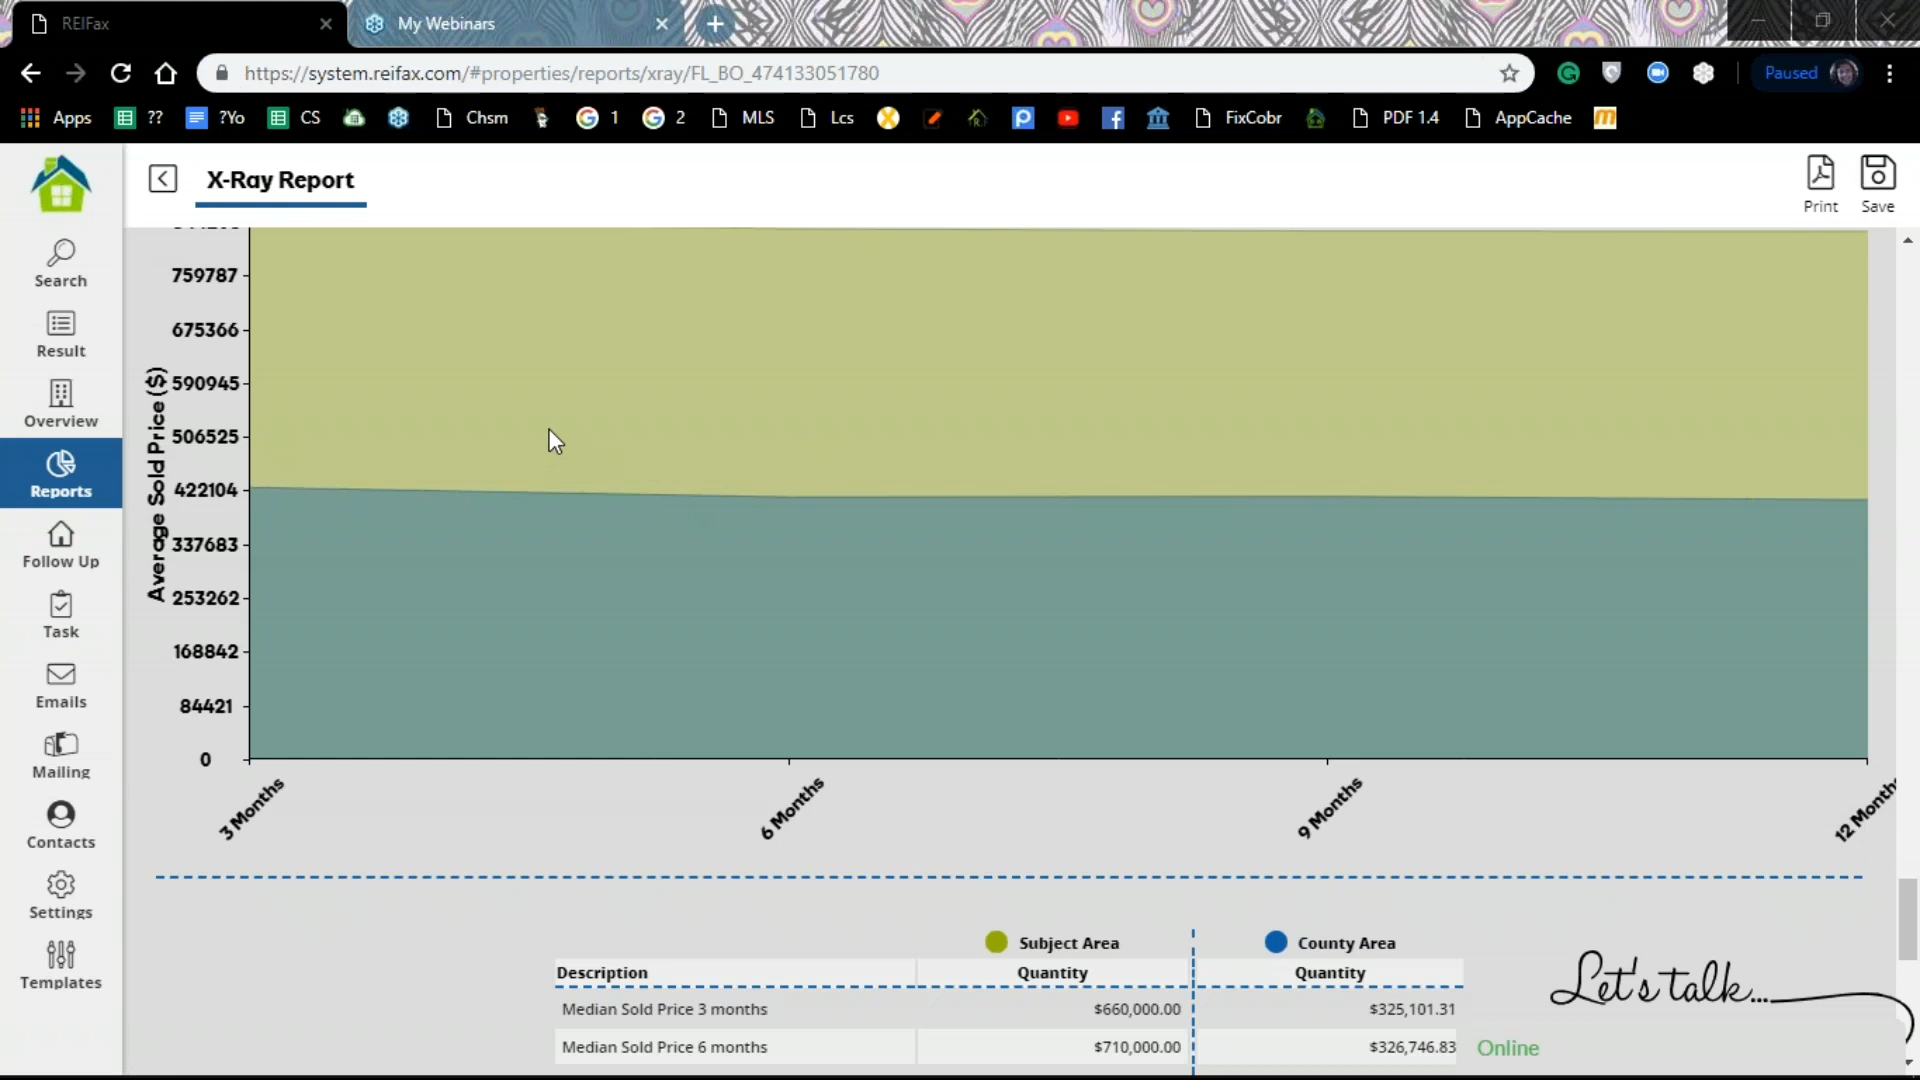 REIFax
My Webinars
https://system.reifax.com/#properties/reports/xray/FL_BO_474133051780
Paused
Apps ?? ?Yo CS Chsm 1 2 MLS Lcs FixCobr PDF 1.4 AppCache
X-Ray Report
Print
Save
Search
Result
Overview
Reports
Follow Up
Task
Emails
Mailing
Contacts
Settings
Templates
Average Sold Price ($)
759787
675366
590945
506525
422104
337683
253262
168842
84421
0
3 Months
6 Months
9 Months
12 Month
Subject Area County Area
Description Quantity Quantity
Median Sold Price 3 months $660,000.00 $325,101.31
Median Sold Price 6 months $710,000.00 $326,746.83
Let's talk...
Online